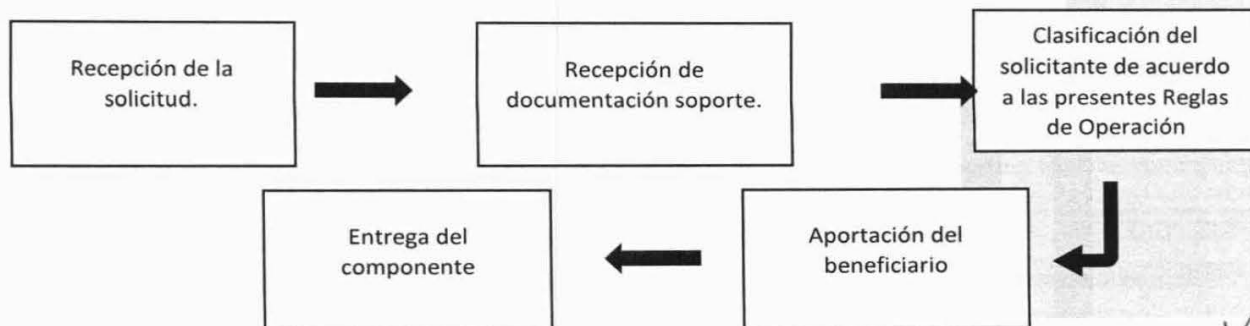 Recepción de la
solicitud.
Recepción de
documentación soporte.
Clasificación del
solicitante de acuerdo
a las presentes Reglas
de Operación
Aportación del
beneficiario
Entrega del
componente